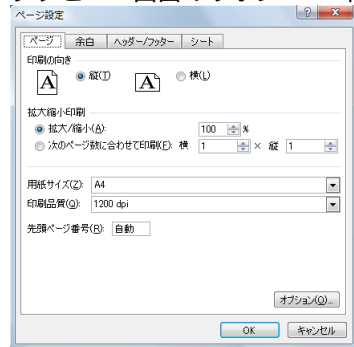 ページ設定
ページ 余白 ヘッダー/フッター シート
印刷の向き
A 縦(T) A 横(L)
拡大縮小印刷
拡大/縮小(A): 100 %
次のページ数に合わせて印刷(F): 横 1 × 縦 1
用紙サイズ(Z): A4
印刷品質(Q): 1200 dpi
先頭ページ番号(R): 自動
オプション(O)...
OK キャンセル